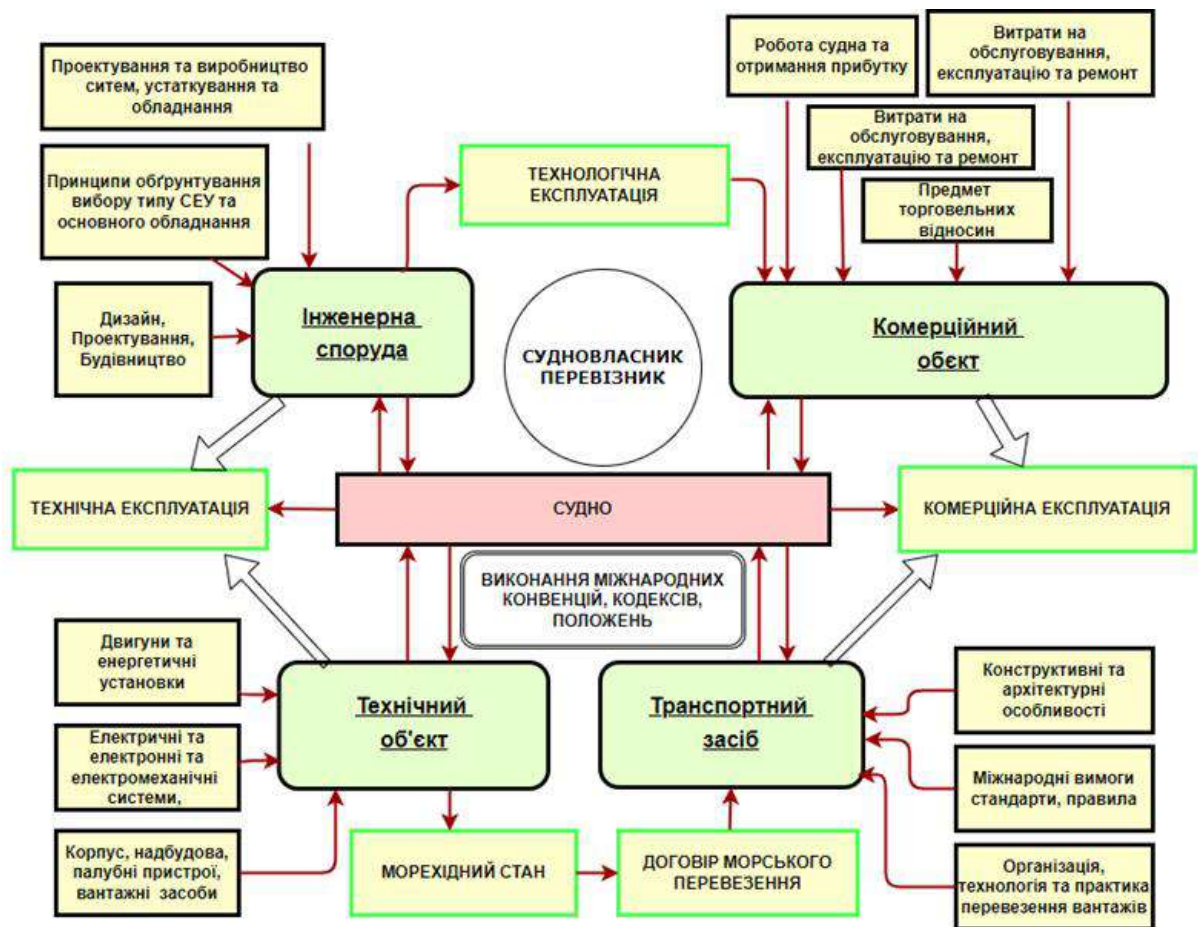 Проектування та виробництво
ситем, устаткування та
обладнання
Робота судна та
отримання прибутку
Витрати на
обслуговування,
експлуатацію та ремонт
Витрати на
обслуговування,
експлуатацію та ремонт
Принципи обґрунтування
вибору типу СЕУ та
основного обладнання
ТЕХНОЛОГІЧНА
ЕКСПЛУАТАЦІЯ
Предмет
торговельних
відносин
Дизайн,
Проектування,
Будівництво
Інженерна
споруда
СУДНОВЛАСНИК
ПЕРЕВІЗНИК
Комерційний
обєкт
ТЕХНІЧНА ЕКСПЛУАТАЦІЯ
СУДНО
КОМЕРЦІЙНА ЕКСПЛУАТАЦІЯ
ВИКОНАННЯ МІЖНАРОДНИХ
КОНВЕНЦІЙ, КОДЕКСІВ,
ПОЛОЖЕНЬ
Двигуни та
енергетичні
установки
Технічний
об'єкт
Транспортний
засіб
Конструктивні та
архітектурні
особливості
Електричні та
електронні та
електромеханічні
системи,
Міжнародні вимоги
стандарти, правила
Корпус, надбудова,
палубні пристрої,
вантажні засоби
МОРЕХІДНИЙ СТАН
ДОГОВІР МОРСЬКОГО
ПЕРЕВЕЗЕННЯ
Організація,
технологія та практика
перевезення вантажів